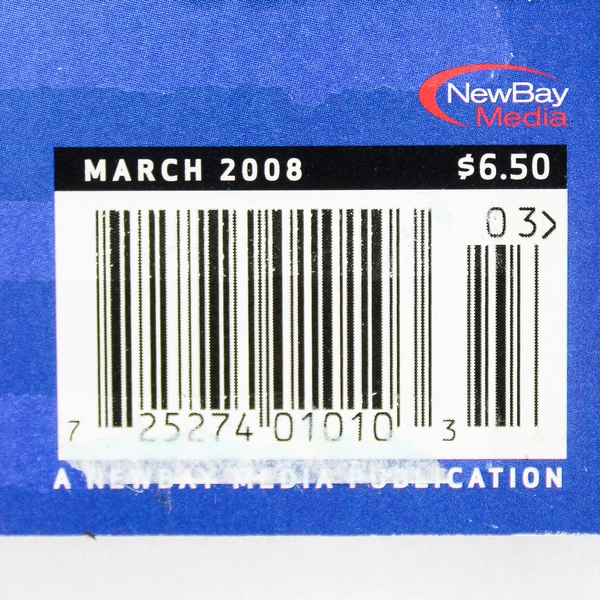 NewBay
Media
MARCH 2008 $6.50
03>
7 25274 01010 3
A NEWBAY MEDIA PUBLICATION